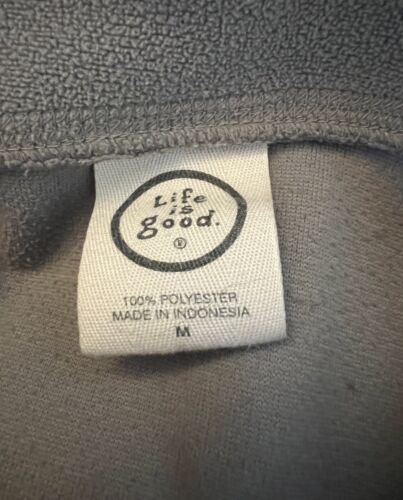 Life
is
good.
®
100% POLYESTER
MADE IN INDONESIA
M